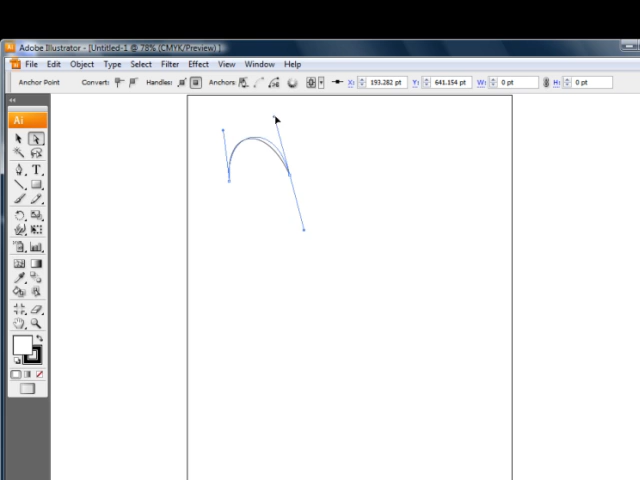 Adobe Illustrator - [Untitled-1 @ 78% (CMYK/Preview) ]
File Edit Object Type Select Filter Effect View Window Help
Anchor Point Convert: Handles: Anchors: X: 193.282 pt Y: 641.154 pt W: 0 pt H: 0 pt
Ai
T